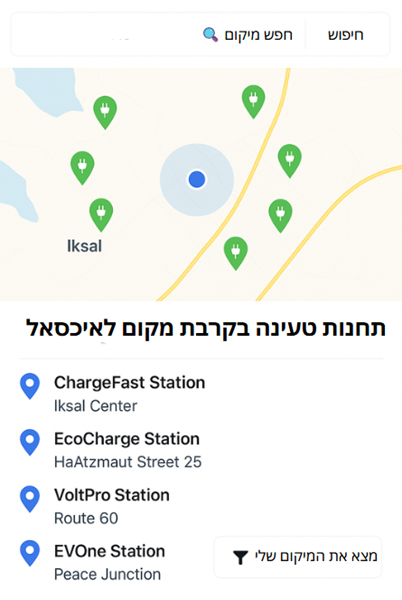 חיפוש
חפש מיקום
Iksal
תחנות טעינה בקרבת מקום לאיכסאל
ChargeFast Station
Iksal Center
EcoCharge Station
HaAtzmaut Street 25
VoltPro Station
Route 60
EVOne Station
Peace Junction
מצא את המיקום שלי